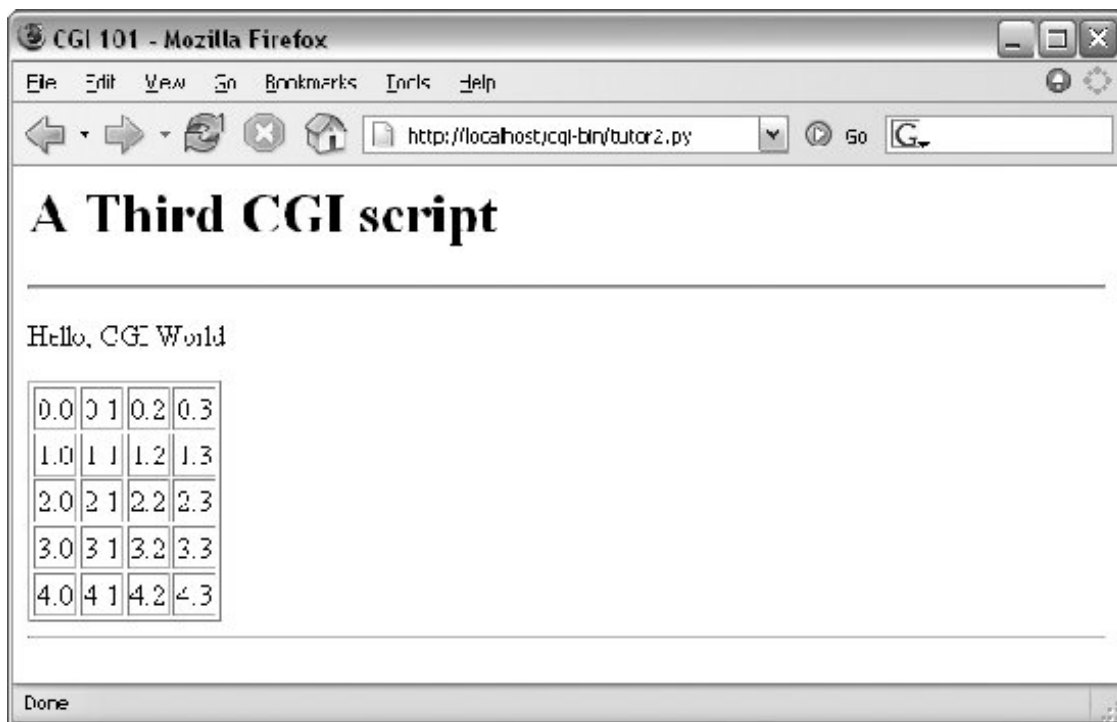 CGI 101 - Mozilla Firefox
File Edit View Go Bookmarks Tools Help
http://localhost/cgi-bin/tutor2.py Go G
A Third CGI script
Hello, CGI World
0.0 0.1 0.2 0.3
1.0 1.1 1.2 1.3
2.0 2.1 2.2 2.3
3.0 3.1 3.2 3.3
4.0 4.1 4.2 4.3
Done